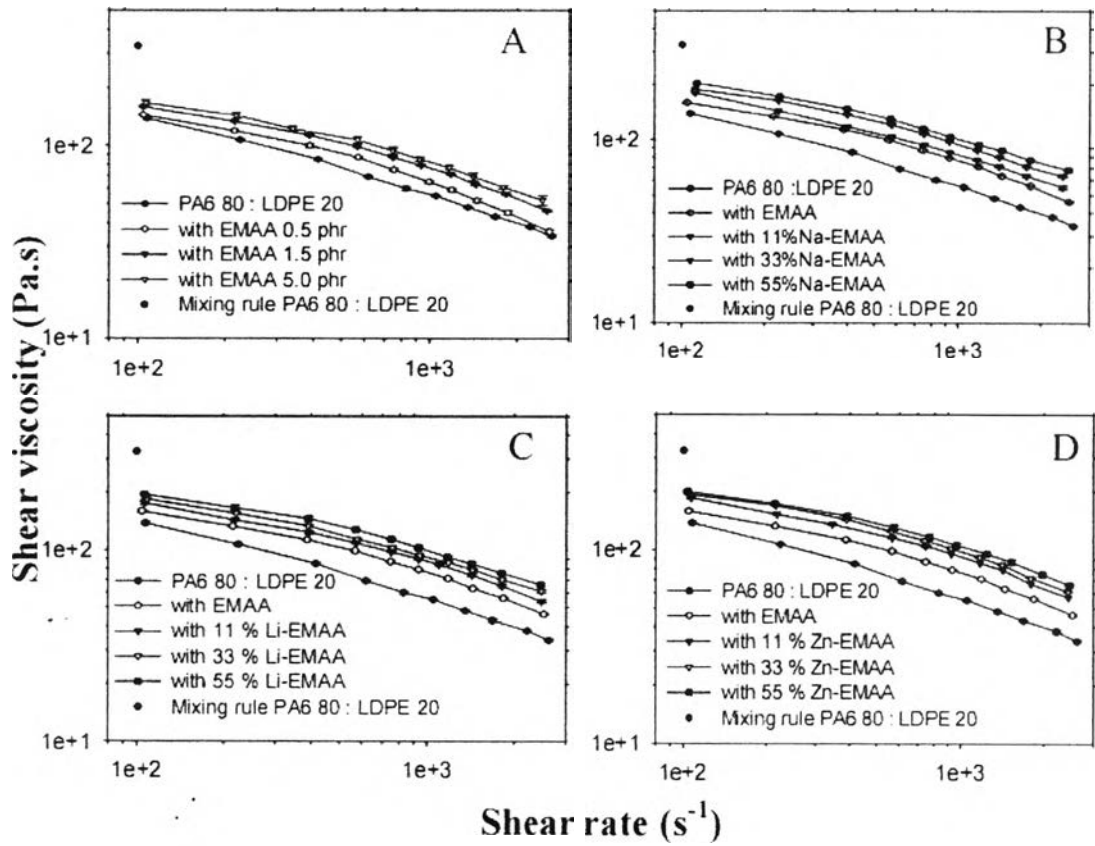 Shear viscosity (Pa.s)
A
1e+2
1e+1
PA6 80 : LDPE 20
with EMAA 0.5 phr
with EMAA 1.5 phr
with EMAA 5.0 phr
Mixing rule PA6 80 : LDPE 20
1e+2
1e+3
B
1e+2
1e+1
PA6 80 : LDPE 20
with EMAA
with 11%Na-EMAA
with 33%Na-EMAA
with 55%Na-EMAA
Mixing rule PA6 80 : LDPE 20
1e+2
1e+3
C
1e+2
1e+1
PA6 80 : LDPE 20
with EMAA
with 11 % Li-EMAA
with 33 % Li-EMAA
with 55 % Li-EMAA
Mixing rule PA6 80 : LDPE 20
1e+2
1e+3
D
1e+2
1e+1
PA6 80 : LDPE 20
with EMAA
with 11 % Zn-EMAA
with 33 % Zn-EMAA
with 55 % Zn-EMAA
Mixing rule PA6 80 : LDPE 20
1e+2
1e+3
Shear rate (s⁻¹)